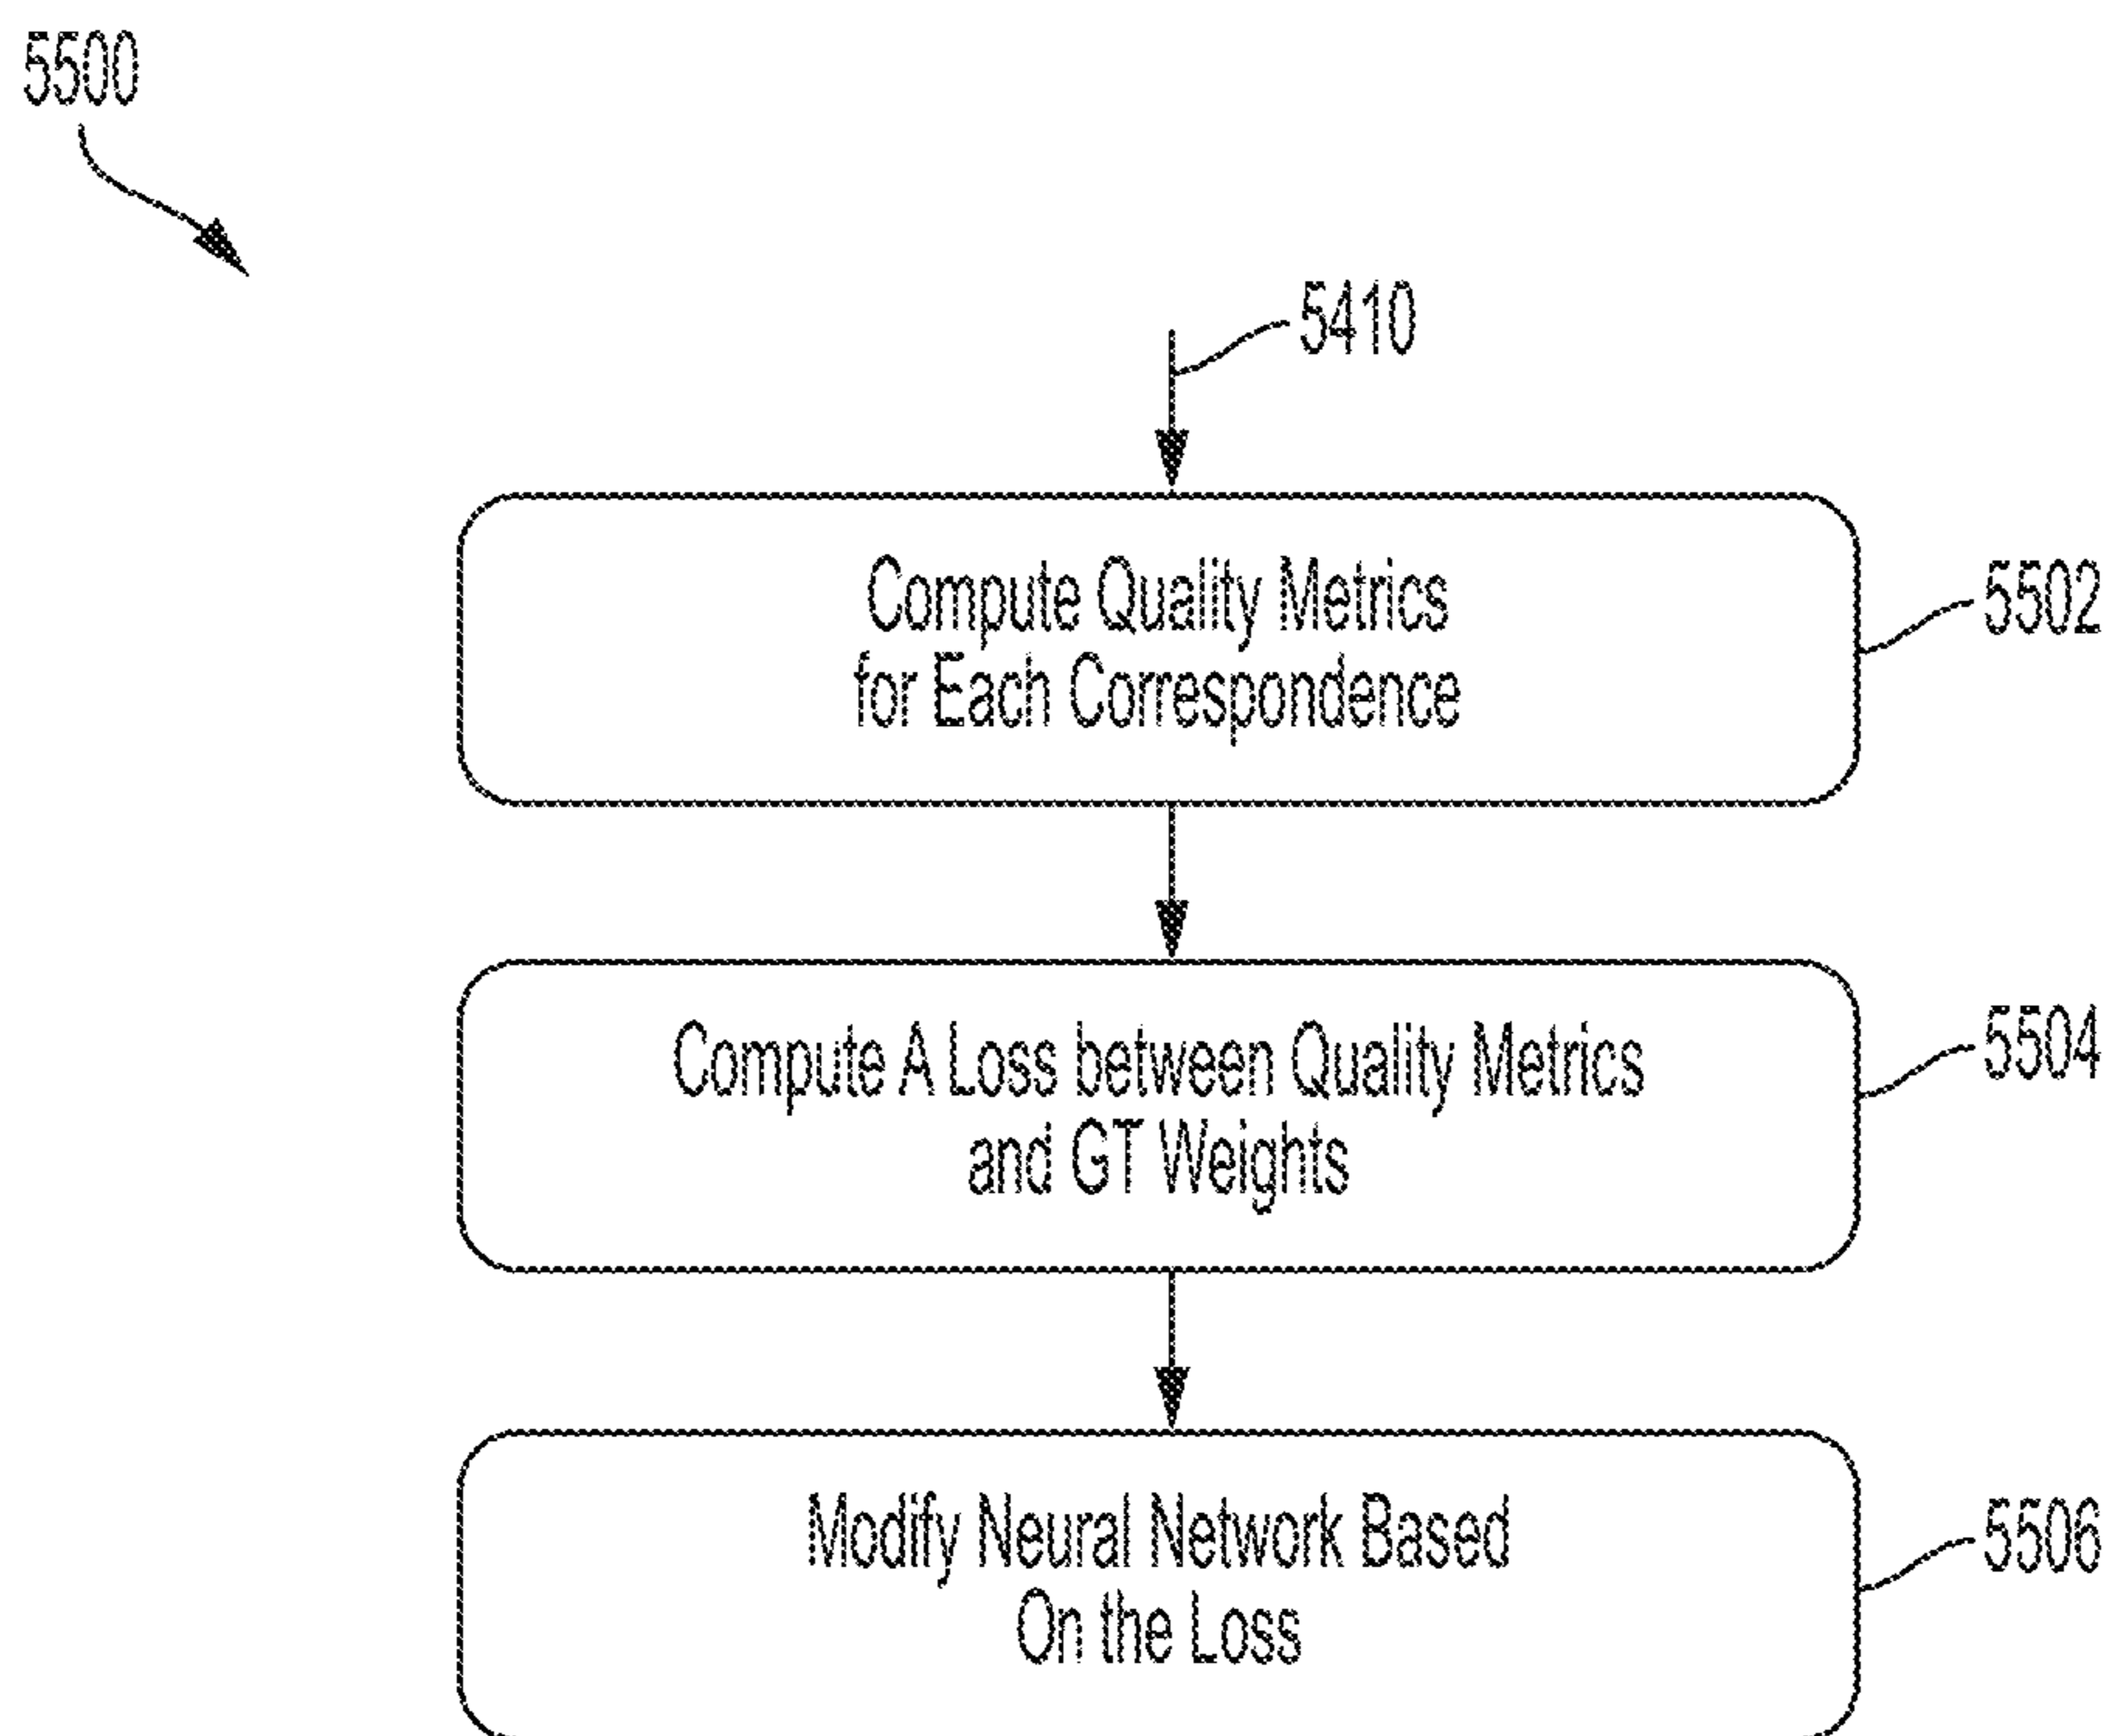 5500
5410
Compute Quality Metrics
for Each Correspondence
5502
Compute A Loss between Quality Metrics
and GT Weights
5504
Modify Neural Network Based
On the Loss
5506